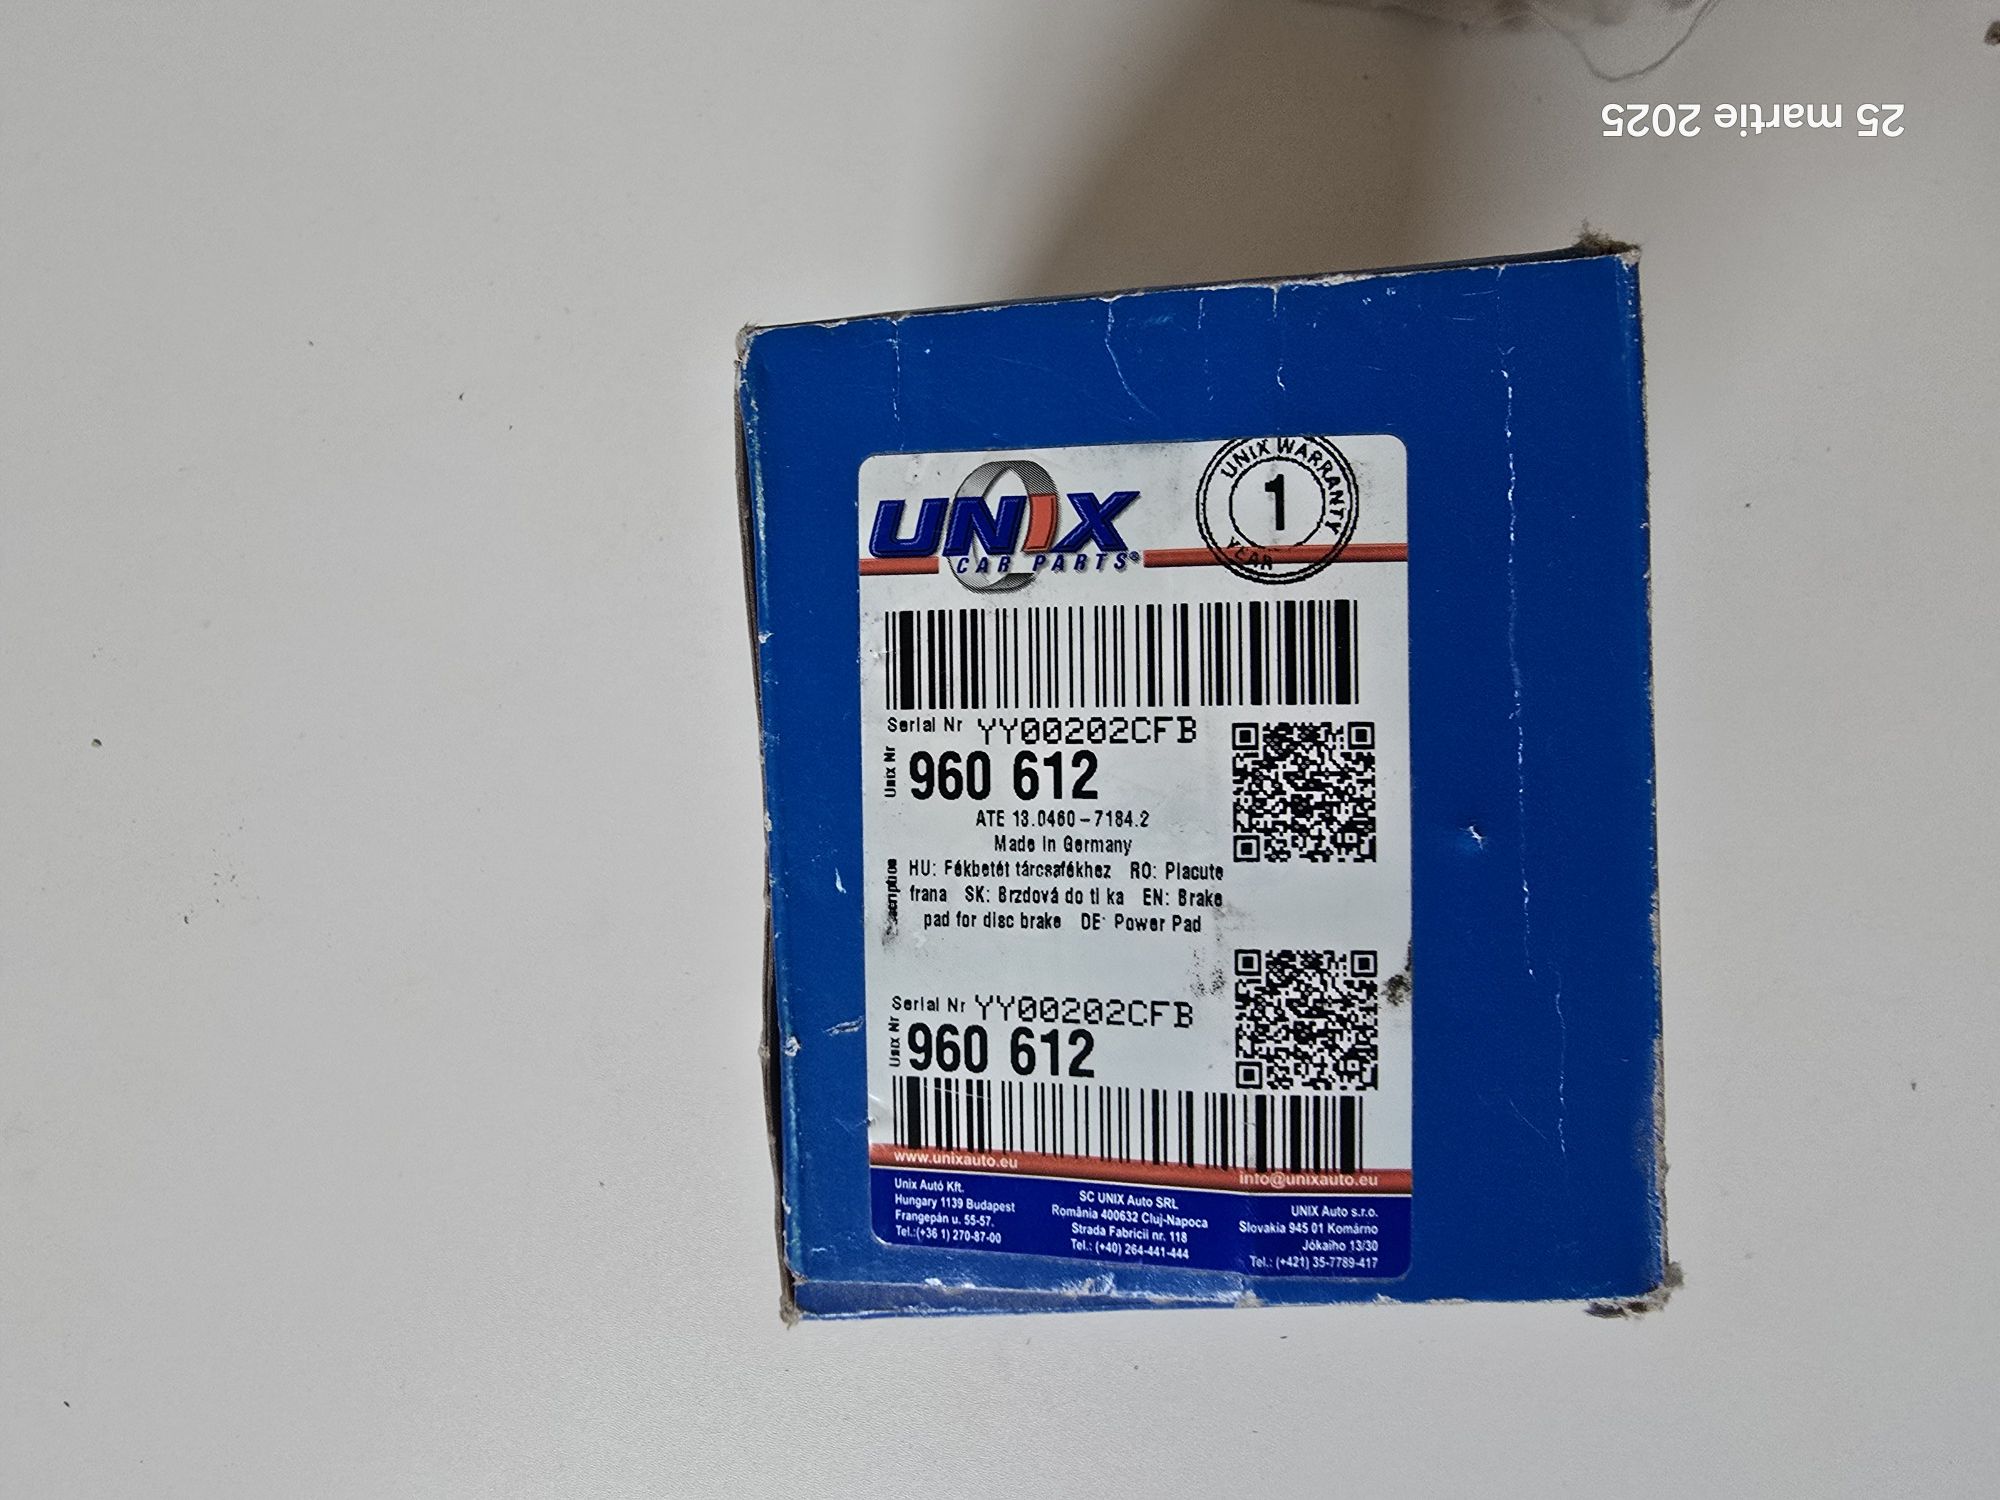 25 martie 2025
UNIX
CAR PARTS®
UNIX WARRANTY
1
YEAR
Serial Nr YY00202CFB
Unix Nr 960 612
ATE 13.0460-7184.2
Made In Germany
HU: Fékbetét tárcsafékhez RO: Placute
frana SK: Brzdová do ti ka EN: Brake
pad for disc brake DE: Power Pad
Serial Nr YY00202CFB
Unix Nr 960 612
www.unixauto.eu
info@unixauto.eu
Unix Autó Kft.
Hungary 1139 Budapest
Frangepán u. 55-57.
Tel.:(+36 1) 270-87-00
SC UNIX Auto SRL
România 400632 Cluj-Napoca
Strada Fabricii nr. 118
Tel.: (+40) 264-441-444
UNIX Auto s.r.o.
Slovakia 945 01 Komárno
Jókaiho 13/30
Tel.: (+421) 35-7789-417